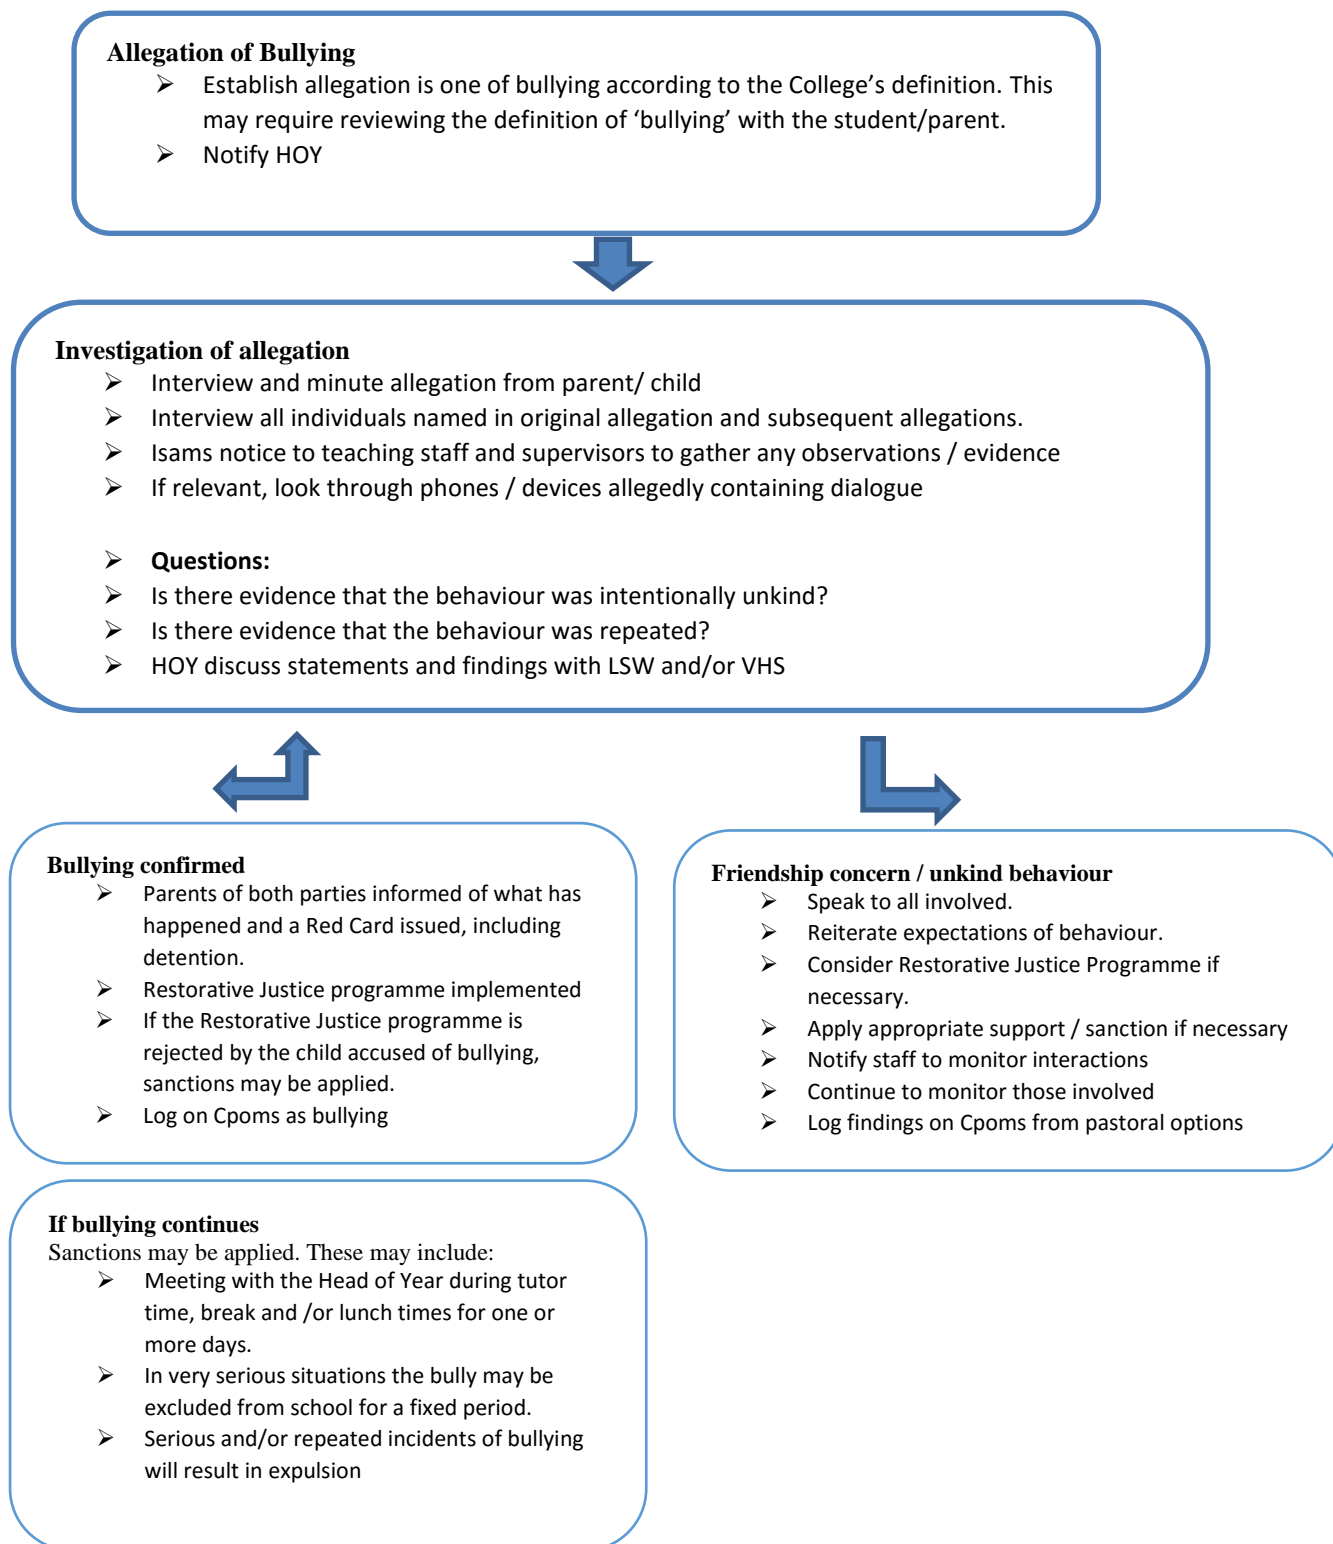 Allegation of Bullying
➢ Establish allegation is one of bullying according to the College’s definition. This
may require reviewing the definition of ‘bullying’ with the student/parent.
➢ Notify HOY
Investigation of allegation
➢ Interview and minute allegation from parent/ child
➢ Interview all individuals named in original allegation and subsequent allegations.
➢ Isams notice to teaching staff and supervisors to gather any observations / evidence
➢ If relevant, look through phones / devices allegedly containing dialogue
➢ Questions:
➢ Is there evidence that the behaviour was intentionally unkind?
➢ Is there evidence that the behaviour was repeated?
➢ HOY discuss statements and findings with LSW and/or VHS
Bullying confirmed
➢ Parents of both parties informed of what has
happened and a Red Card issued, including
detention.
➢ Restorative Justice programme implemented
➢ If the Restorative Justice programme is
rejected by the child accused of bullying,
sanctions may be applied.
➢ Log on Cpoms as bullying
Friendship concern / unkind behaviour
➢ Speak to all involved.
➢ Reiterate expectations of behaviour.
➢ Consider Restorative Justice Programme if
necessary.
➢ Apply appropriate support / sanction if necessary
➢ Notify staff to monitor interactions
➢ Continue to monitor those involved
➢ Log findings on Cpoms from pastoral options
If bullying continues
Sanctions may be applied. These may include:
➢ Meeting with the Head of Year during tutor
time, break and /or lunch times for one or
more days.
➢ In very serious situations the bully may be
excluded from school for a fixed period.
➢ Serious and/or repeated incidents of bullying
will result in expulsion